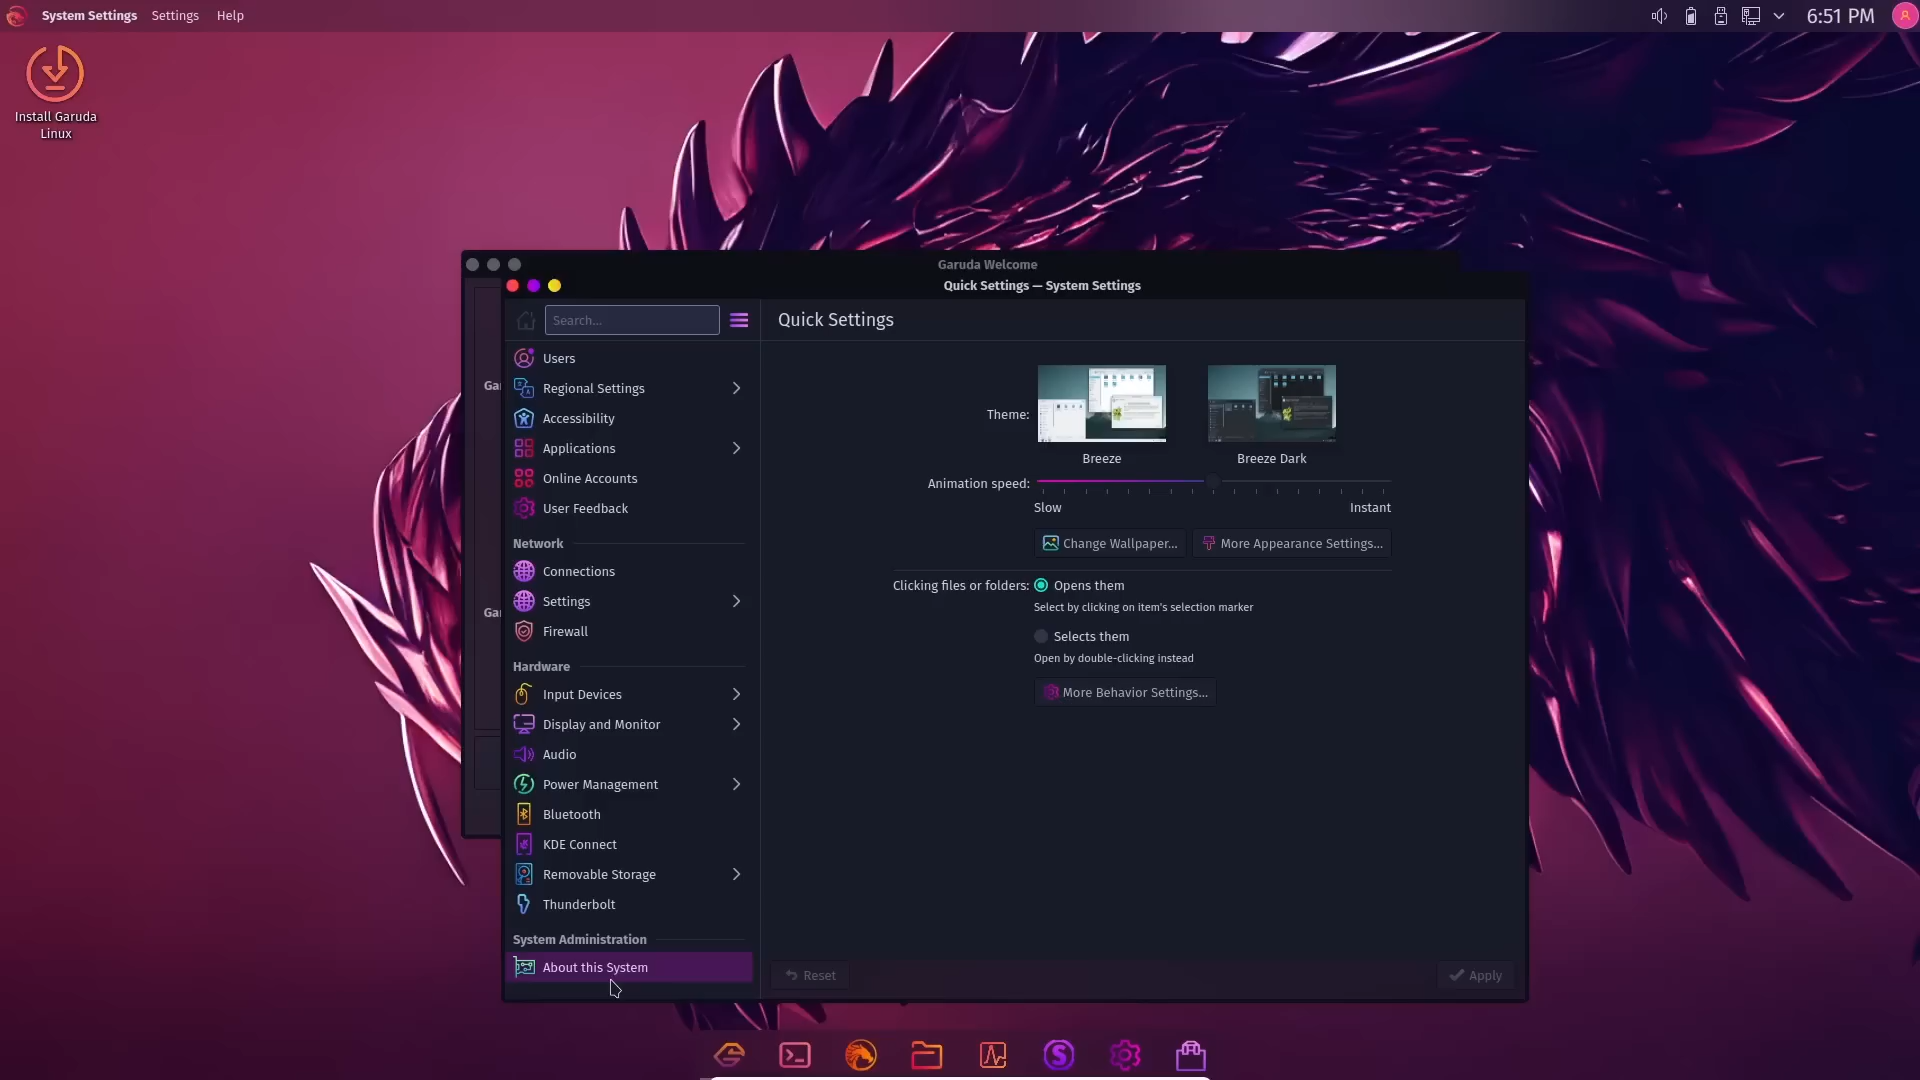 System Settings
Settings
Help
6:51 PM
Install Garuda
Linux
Garuda Welcome
Quick Settings — System Settings
Search...
Quick Settings
Users
Gar
Regional Settings
Accessibility
Applications
Online Accounts
User Feedback
Network
Connections
Settings
Gar
Firewall
Hardware
Input Devices
Display and Monitor
Audio
Power Management
Bluetooth
KDE Connect
Removable Storage
Thunderbolt
System Administration
About this System
Theme:
Breeze
Breeze Dark
Animation speed:
Slow
Instant
Change Wallpaper...
More Appearance Settings...
Clicking files or folders:
Opens them
Select by clicking on item's selection marker
Selects them
Open by double-clicking instead
More Behavior Settings...
Reset
Apply